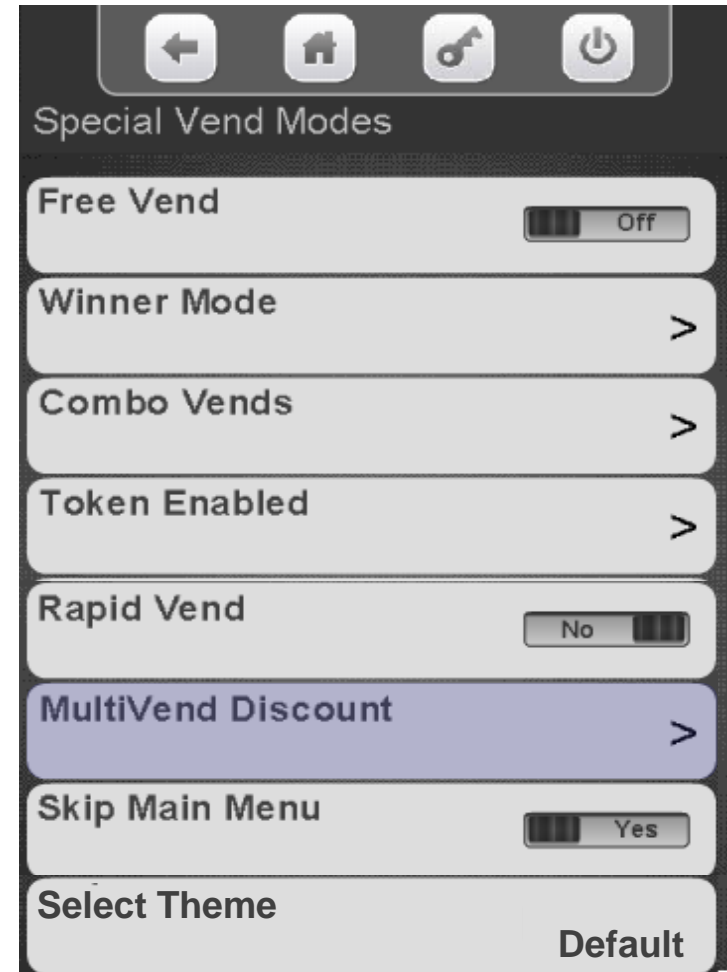 Special Vend Modes
Free Vend
Off
Winner Mode
>
Combo Vends
>
Token Enabled
>
Rapid Vend
No
MultiVend Discount
>
Skip Main Menu
Yes
Select Theme
Default